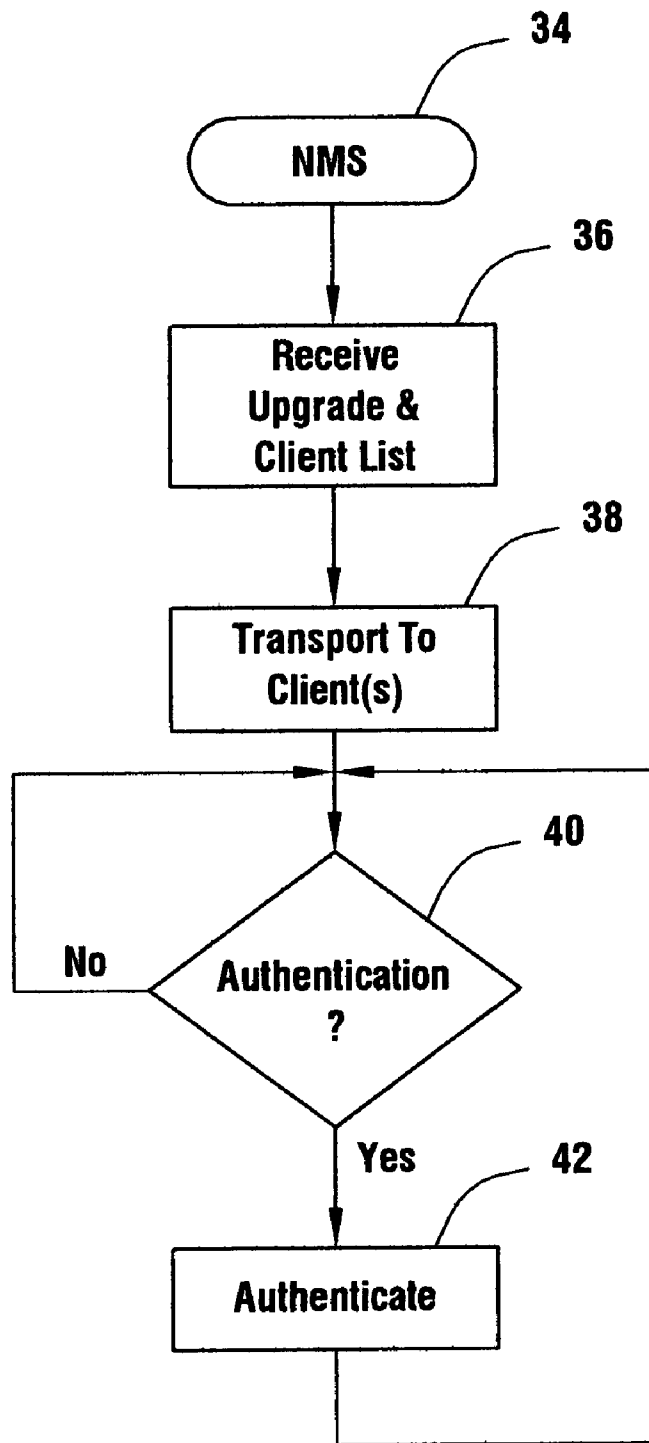 34
NMS
36
Receive
Upgrade &
Client List
38
Transport To
Client(s)
40
No
Authentication
?
Yes
42
Authenticate